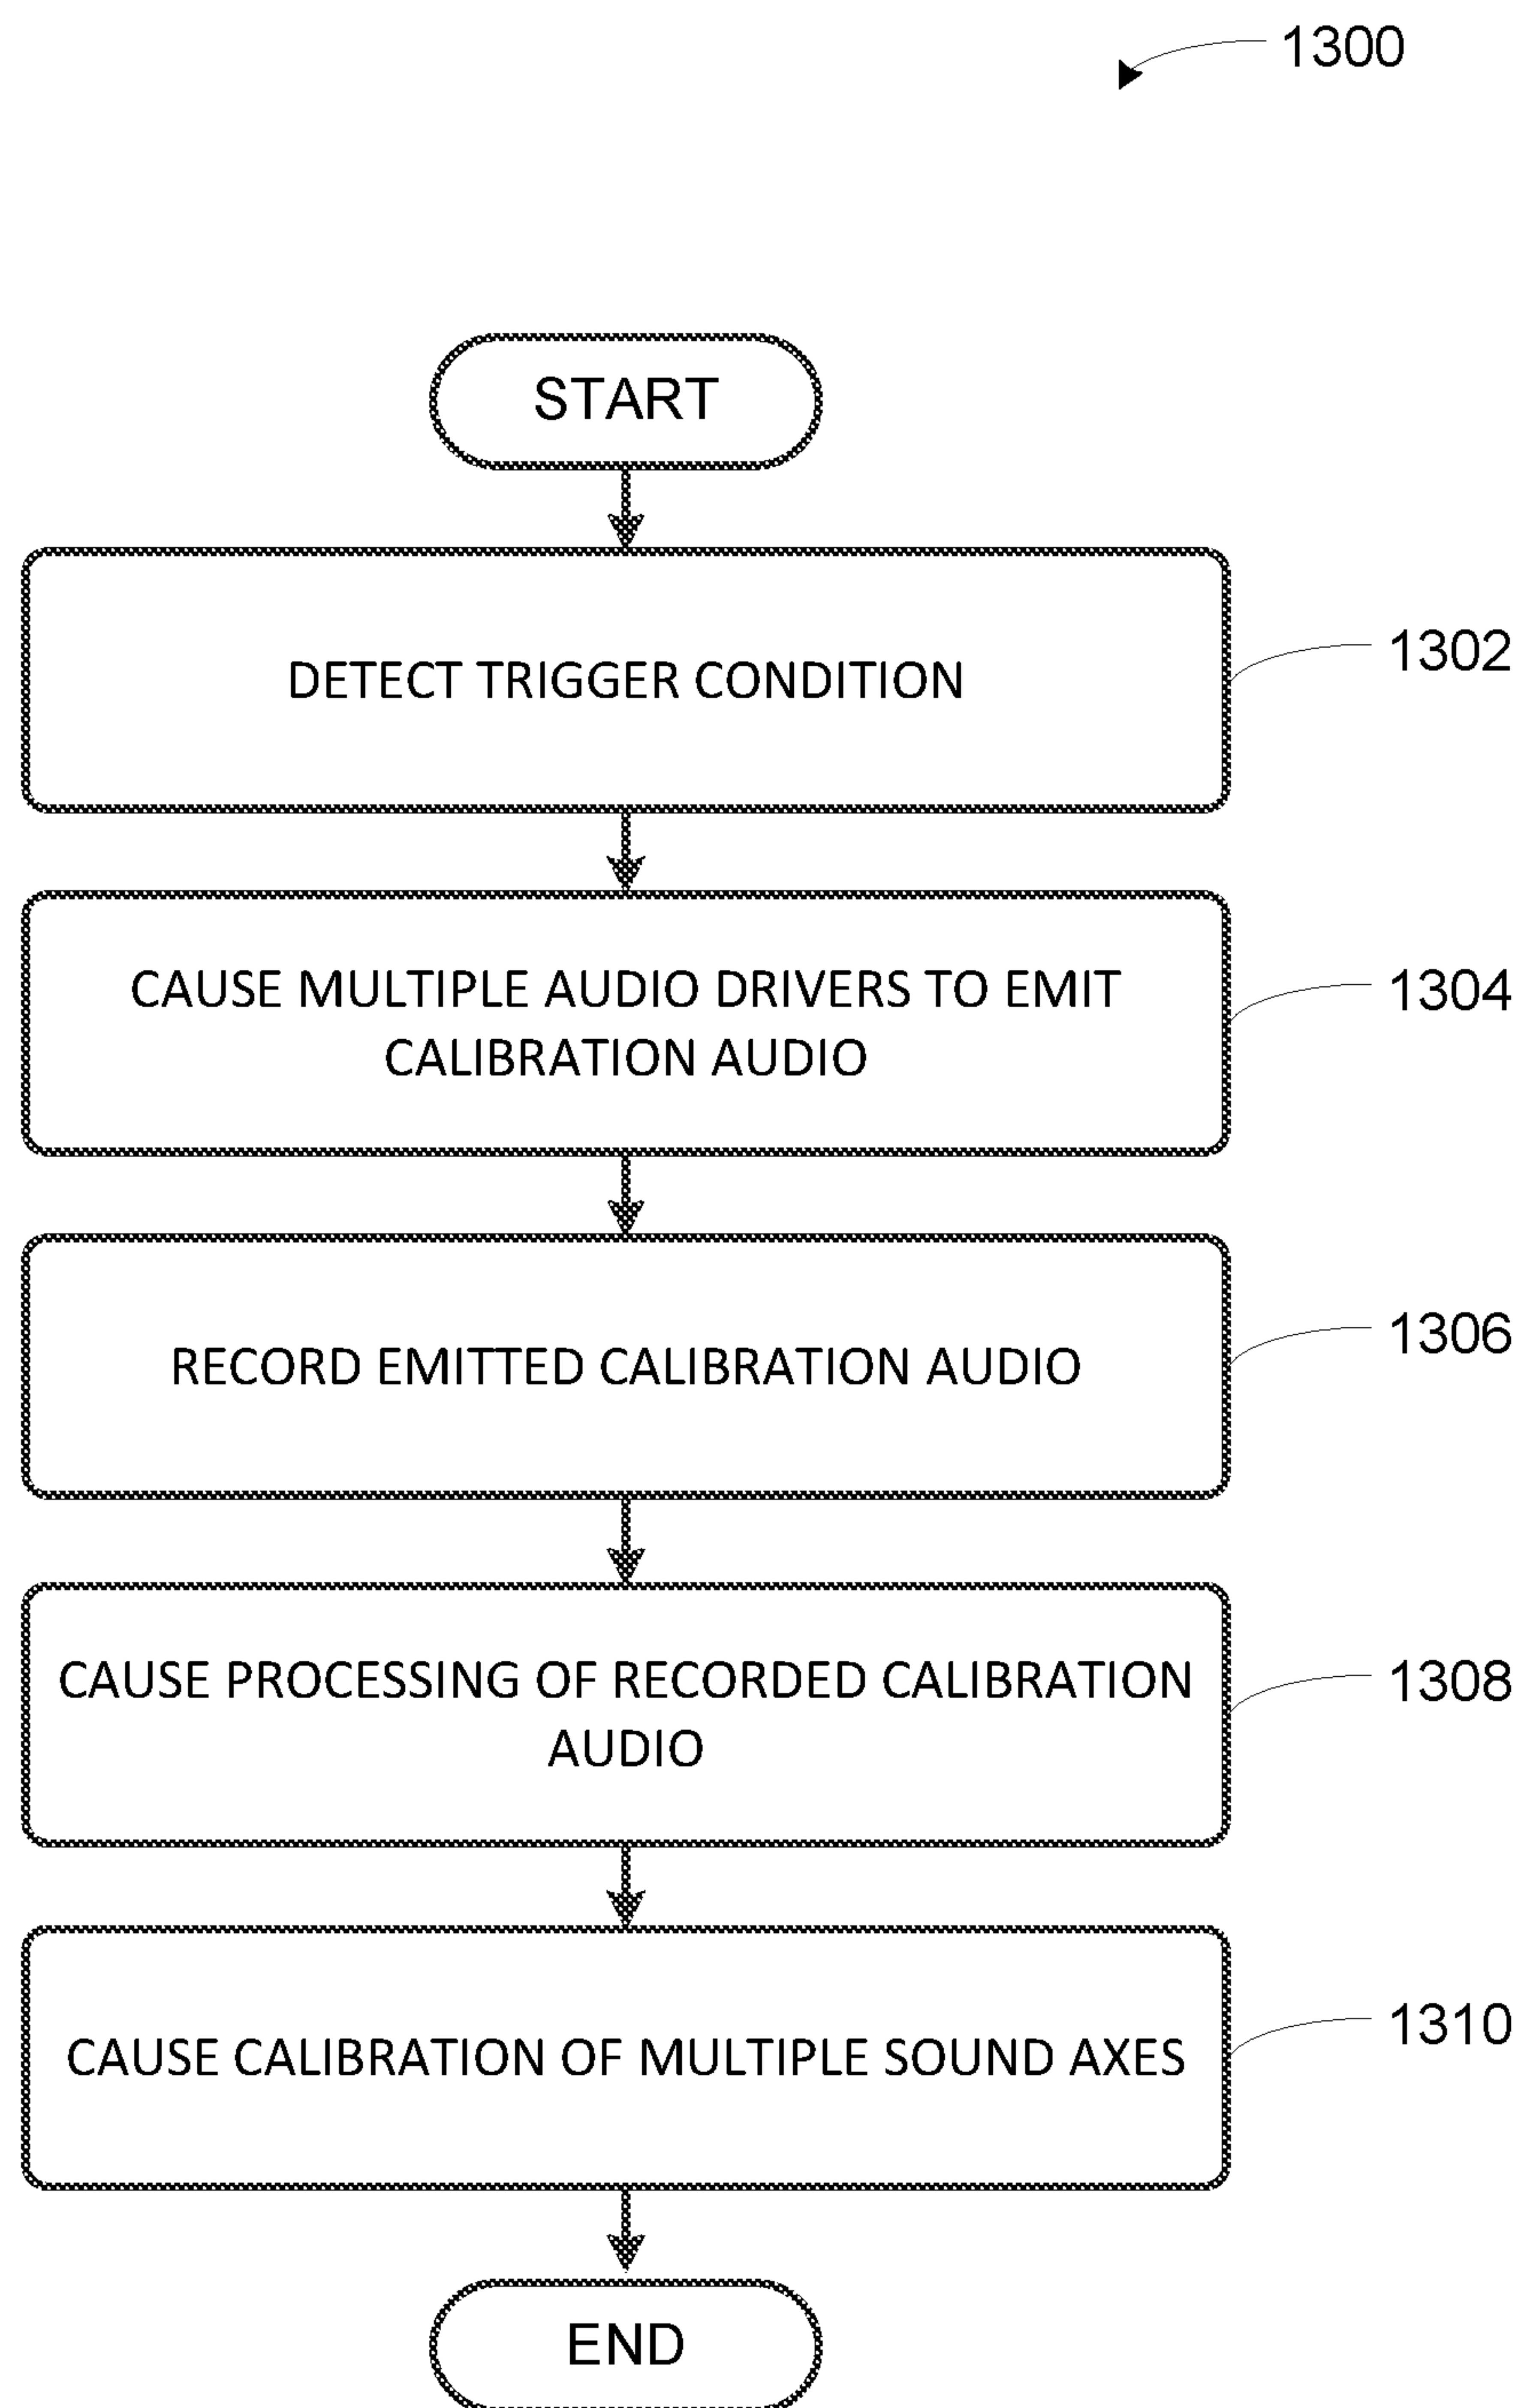 1300
START
DETECT TRIGGER CONDITION
1302
CAUSE MULTIPLE AUDIO DRIVERS TO EMIT
CALIBRATION AUDIO
1304
RECORD EMITTED CALIBRATION AUDIO
1306
CAUSE PROCESSING OF RECORDED CALIBRATION
AUDIO
1308
CAUSE CALIBRATION OF MULTIPLE SOUND AXES
1310
END